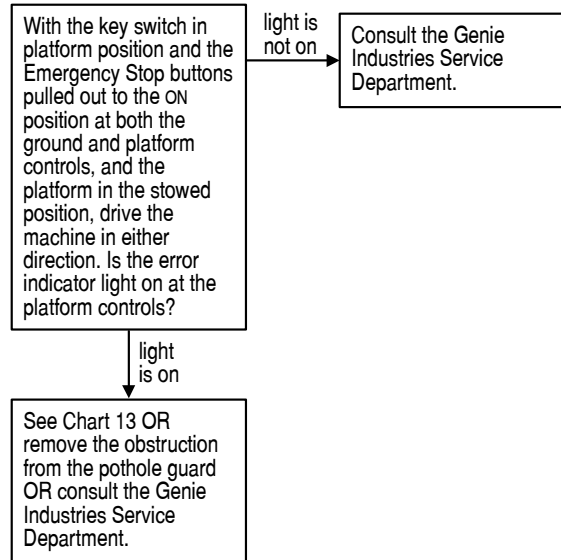 With the key switch in
platform position and the
Emergency Stop buttons
pulled out to the ON
position at both the
ground and platform
controls, and the
platform in the stowed
position, drive the
machine in either
direction. Is the error
indicator light on at the
platform controls?
light is
not on
Consult the Genie
Industries Service
Department.
light
is on
See Chart 13 OR
remove the obstruction
from the pothole guard
OR consult the Genie
Industries Service
Department.